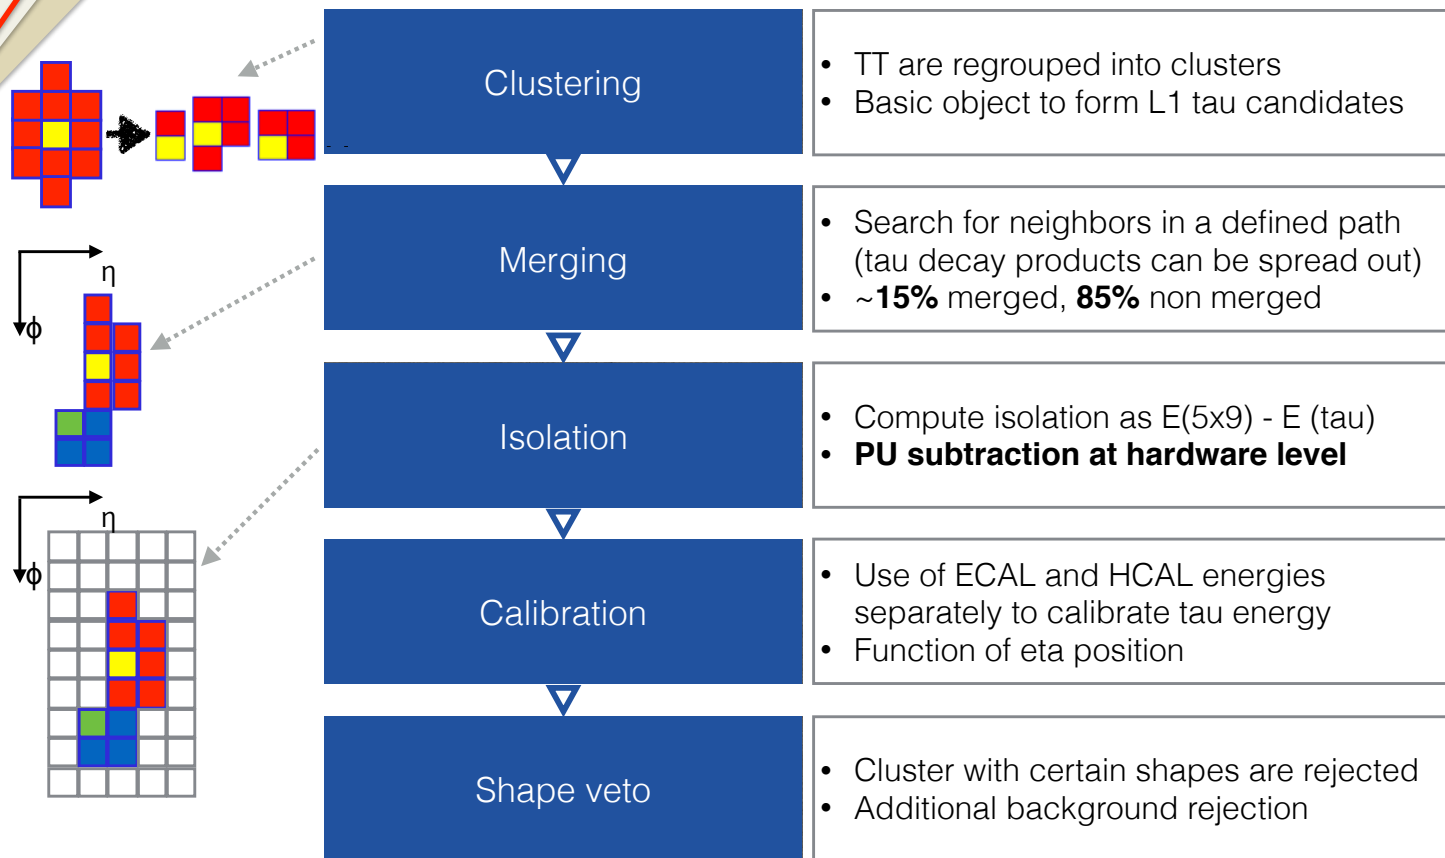 Clustering
• TT are regrouped into clusters
• Basic object to form L1 tau candidates
Merging
• Search for neighbors in a defined path
(tau decay products can be spread out)
• ~15% merged, 85% non merged
η
ϕ
Isolation
• Compute isolation as E(5x9) - E (tau)
• PU subtraction at hardware level
η
ϕ
Calibration
• Use of ECAL and HCAL energies
separately to calibrate tau energy
• Function of eta position
Shape veto
• Cluster with certain shapes are rejected
• Additional background rejection